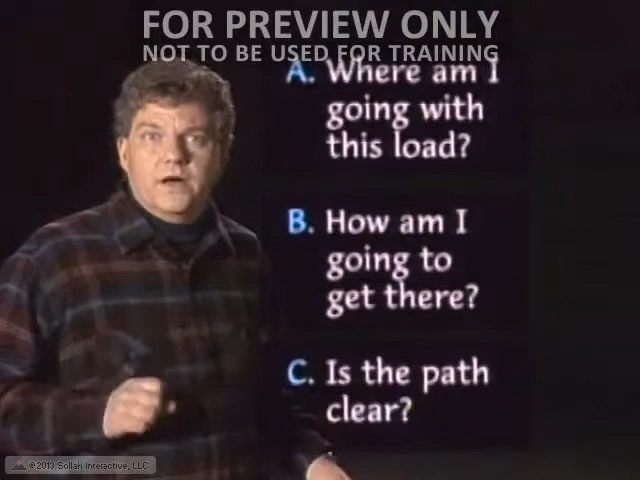 FOR PREVIEW ONLY
NOT TO BE USED FOR TRAINING
A. Where am I
going with
this load?
B. How am I
going to
get there?
C. Is the path
clear?
©2013 Sollah Interactive, LLC